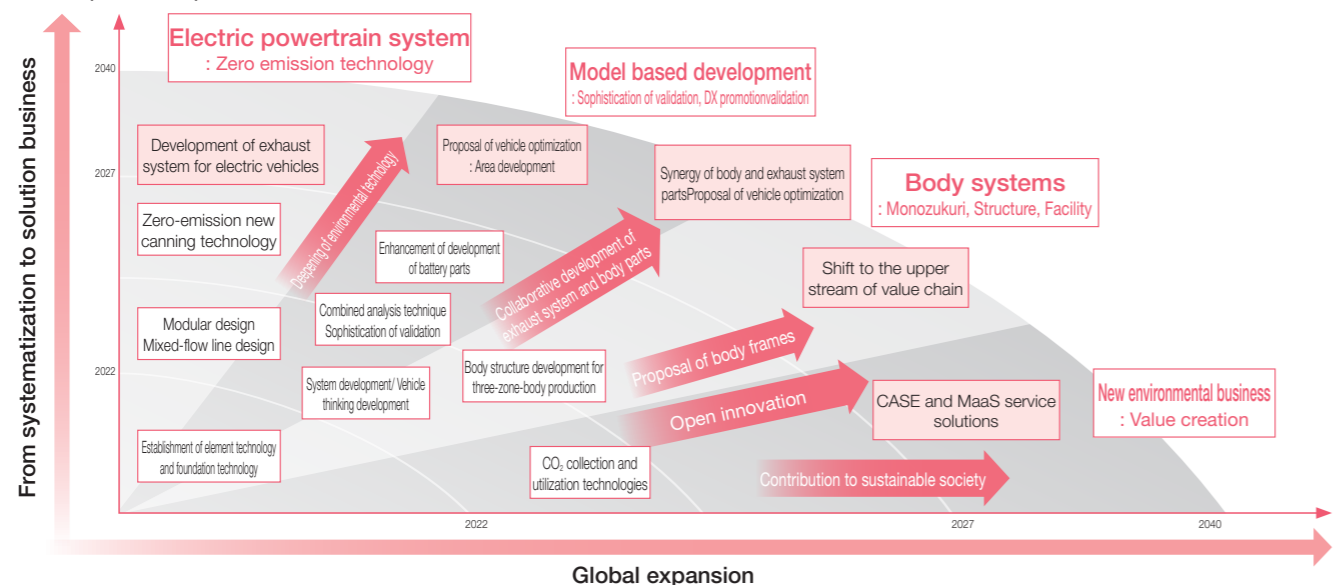 Electric powertrain system
: Zero emission technology
Model based development
: Sophistication of validation, DX promotionvalidation
Body systems
: Monozukuri, Structure, Facility
New environmental business
: Value creation
From systematization to solution business
2040
2027
2022
Development of exhaust
system for electric vehicles
Zero-emission new
canning technology
Modular design
Mixed-flow line design
Establishment of element technology
and foundation technology
Deepening of environmental technology
Proposal of vehicle optimization
: Area development
Enhancement of development
of battery parts
Combined analysis technique
Sophistication of validation
System development/ Vehicle
thinking development
Collaborative development of
exhaust system and body parts
Synergy of body and exhaust system
partsProposal of vehicle optimization
Body structure development for
three-zone-body production
Proposal of body frames
Shift to the upper
stream of value chain
Open innovation
CASE and MaaS service
solutions
CO₂ collection and
utilization technologies
Contribution to sustainable society
2022
2027
2040
Global expansion